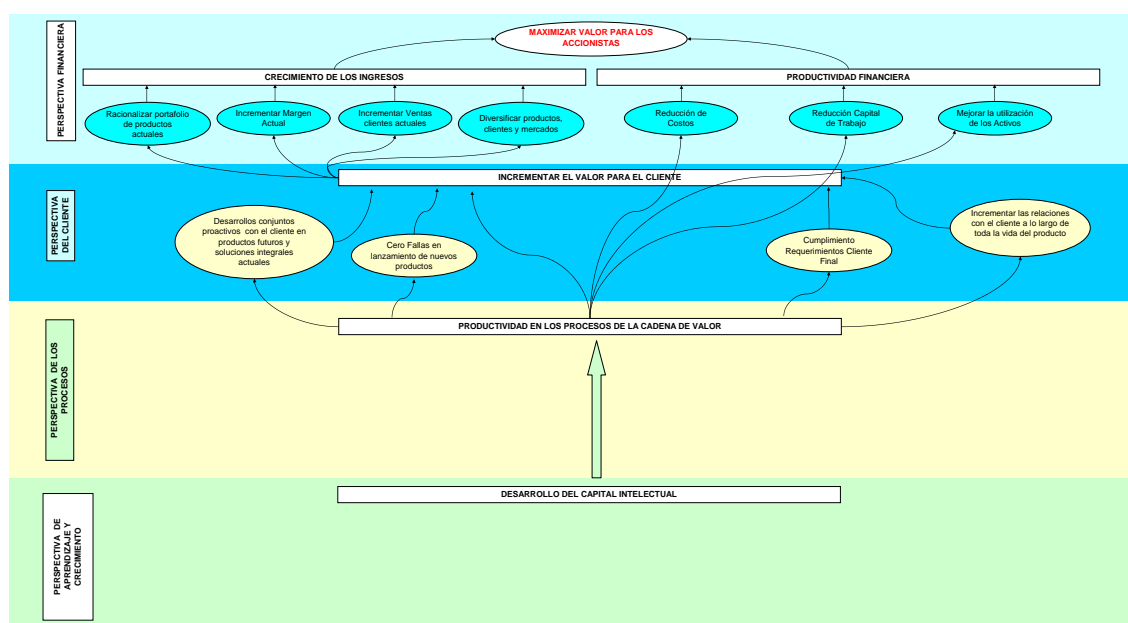 PERSPECTIVA FINANCIERA
MAXIMIZAR VALOR PARA LOS
ACCIONISTAS
CRECIMIENTO DE LOS INGRESOS
PRODUCTIVIDAD FINANCIERA
Racionalizar portafolio
de productos
actuales
Incrementar Margen
Actual
Incrementar Ventas
clientes actuales
Diversificar productos,
clientes y mercados
Reducción de
Costos
Reducción Capital
de Trabajo
Mejorar la utilización
de los Activos
PERSPECTIVA
DEL CLIENTE
INCREMENTAR EL VALOR PARA EL CLIENTE
Desarrollos conjuntos
proactivos con el cliente en
productos futuros y
soluciones integrales
actuales
Cero Fallas en
lanzamiento de nuevos
productos
Cumplimiento
Requerimientos Cliente
Final
Incrementar las relaciones
con el cliente a lo largo de
toda la vida del producto
PERSPECTIVA DE LOS
PROCESOS
PRODUCTIVIDAD EN LOS PROCESOS DE LA CADENA DE VALOR
PERSPECTIVA DE
APRENDIZAJE Y
CRECIMIENTO
DESARROLLO DEL CAPITAL INTELECTUAL